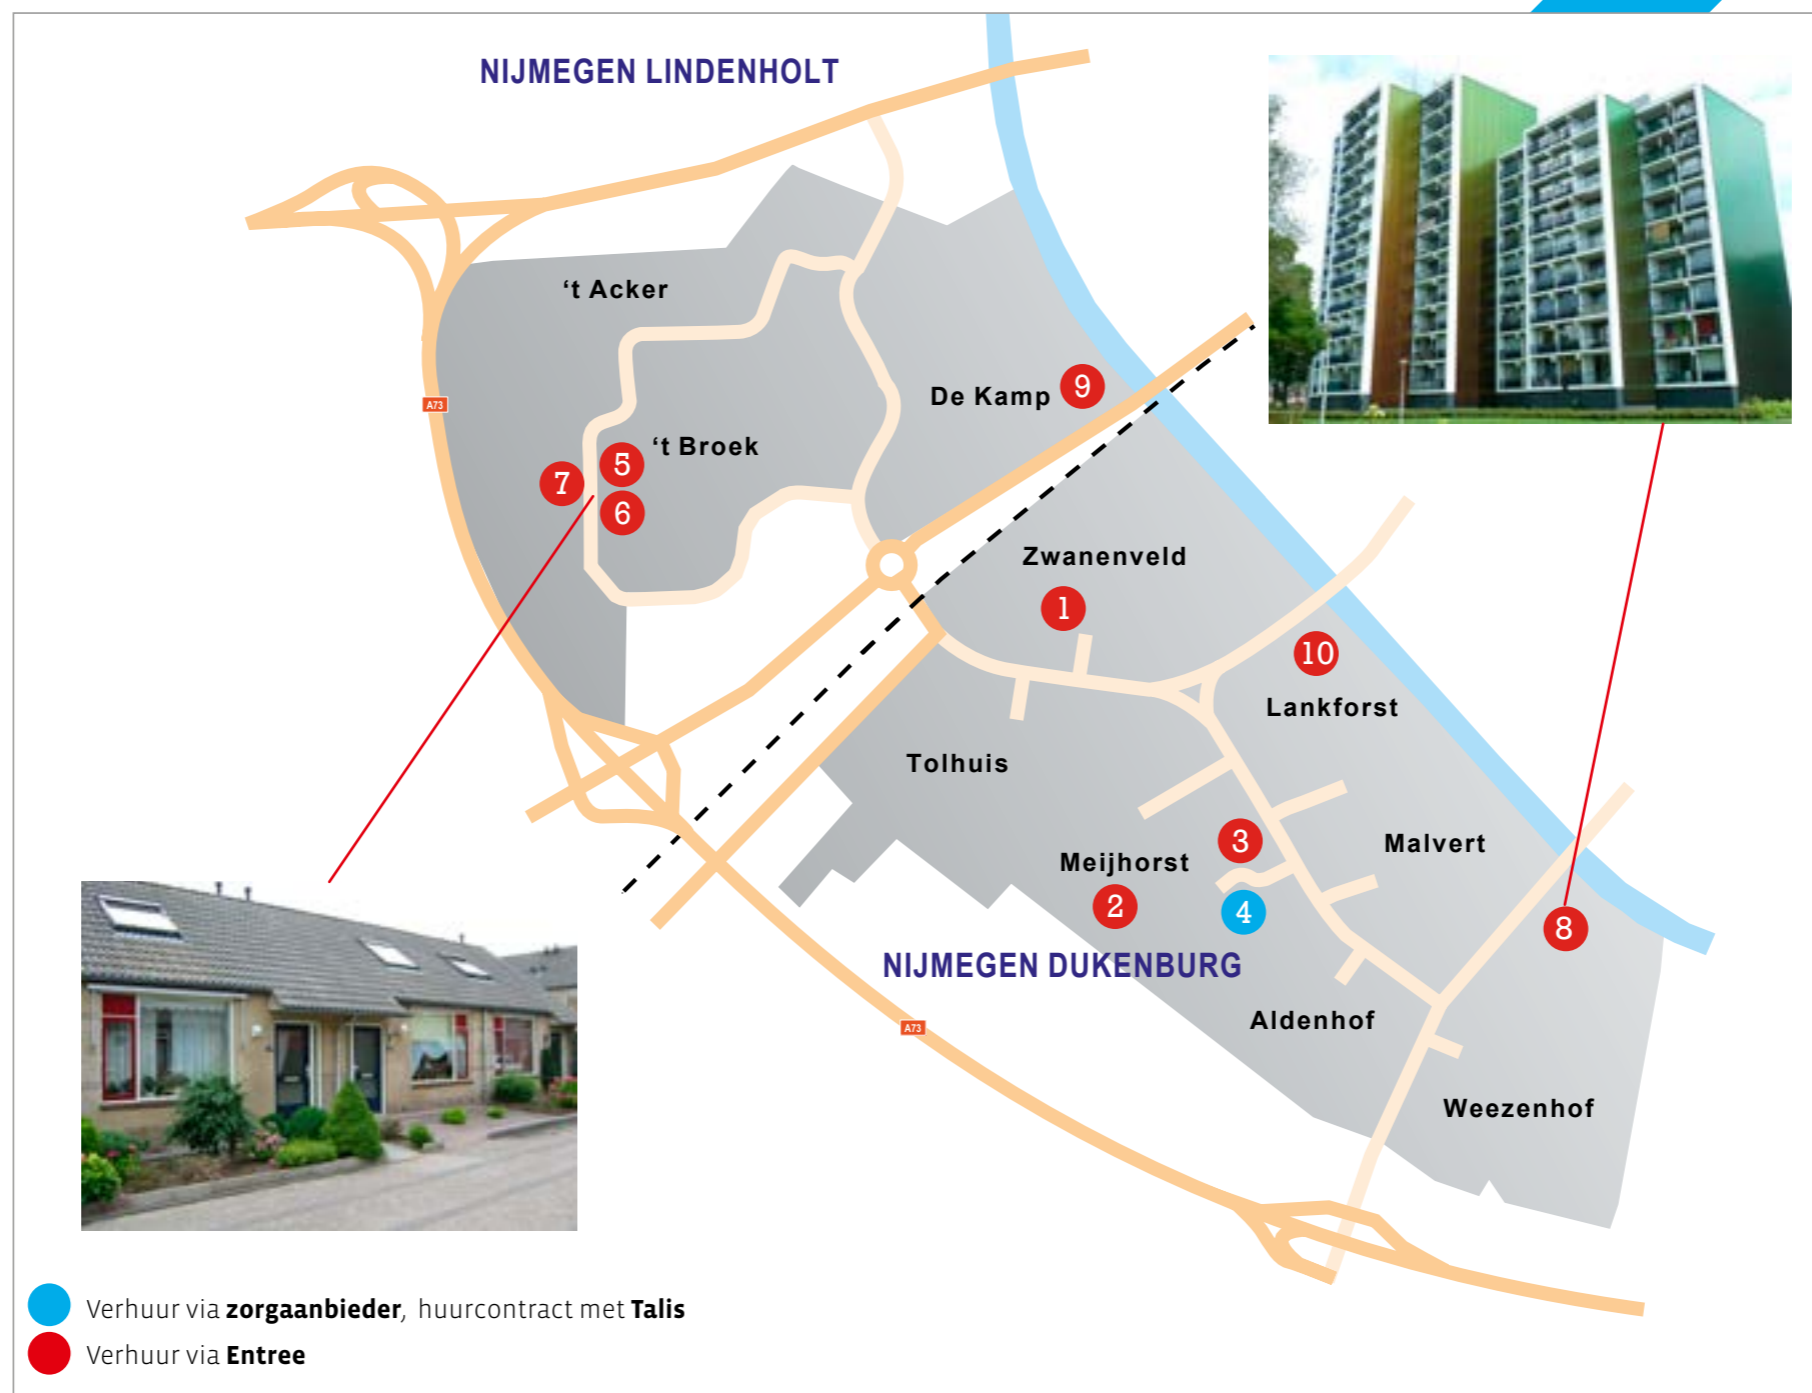 NIJMEGEN LINDENHOLT
‘t Acker
A73
De Kamp
9
‘t Broek
5
7
6
Zwanenveld
1
10
Lankforst
Tolhuis
3
Malvert
Meijhorst
2
4
8
NIJMEGEN DUKENBURG
Aldenhof
A73
Weezenhof
Verhuur via zorgaanbieder, huurcontract met Talis
Verhuur via Entree